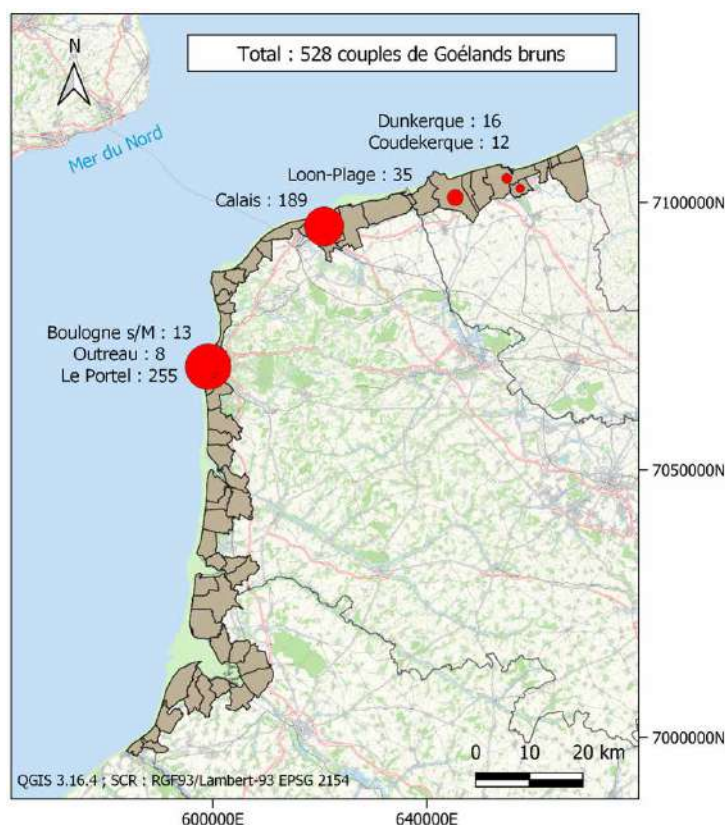 Total : 528 couples de Goélands bruns
N
Mer du Nord
Dunkerque : 16
Coudekerque : 12
Loon-Plage : 35
Calais : 189
7100000N
Boulogne s/M : 13
Outreau : 8
Le Portel : 255
7050000N
7000000N
0 10 20 km
QGIS 3.16.4 ; SCR : RGF93/Lambert-93 EPSG 2154
600000E 640000E